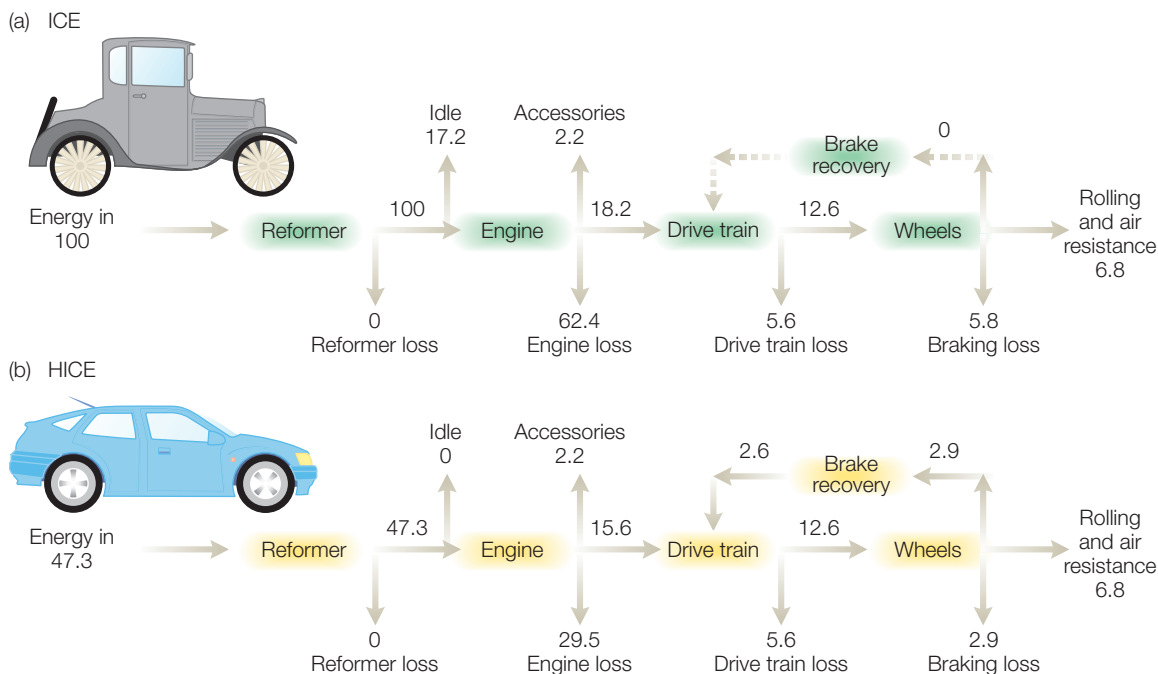 (a) ICE
Idle
17.2
Accessories
2.2
0
Brake
recovery
Energy in
100
Reformer
100
Engine
18.2
Drive train
12.6
Wheels
Rolling
and air
resistance
6.8
0
Reformer loss
62.4
Engine loss
5.6
Drive train loss
5.8
Braking loss
(b) HICE
Idle
0
Accessories
2.2
2.6
Brake
recovery
2.9
Energy in
47.3
Reformer
47.3
Engine
15.6
Drive train
12.6
Wheels
Rolling
and air
resistance
6.8
0
Reformer loss
29.5
Engine loss
5.6
Drive train loss
2.9
Braking loss